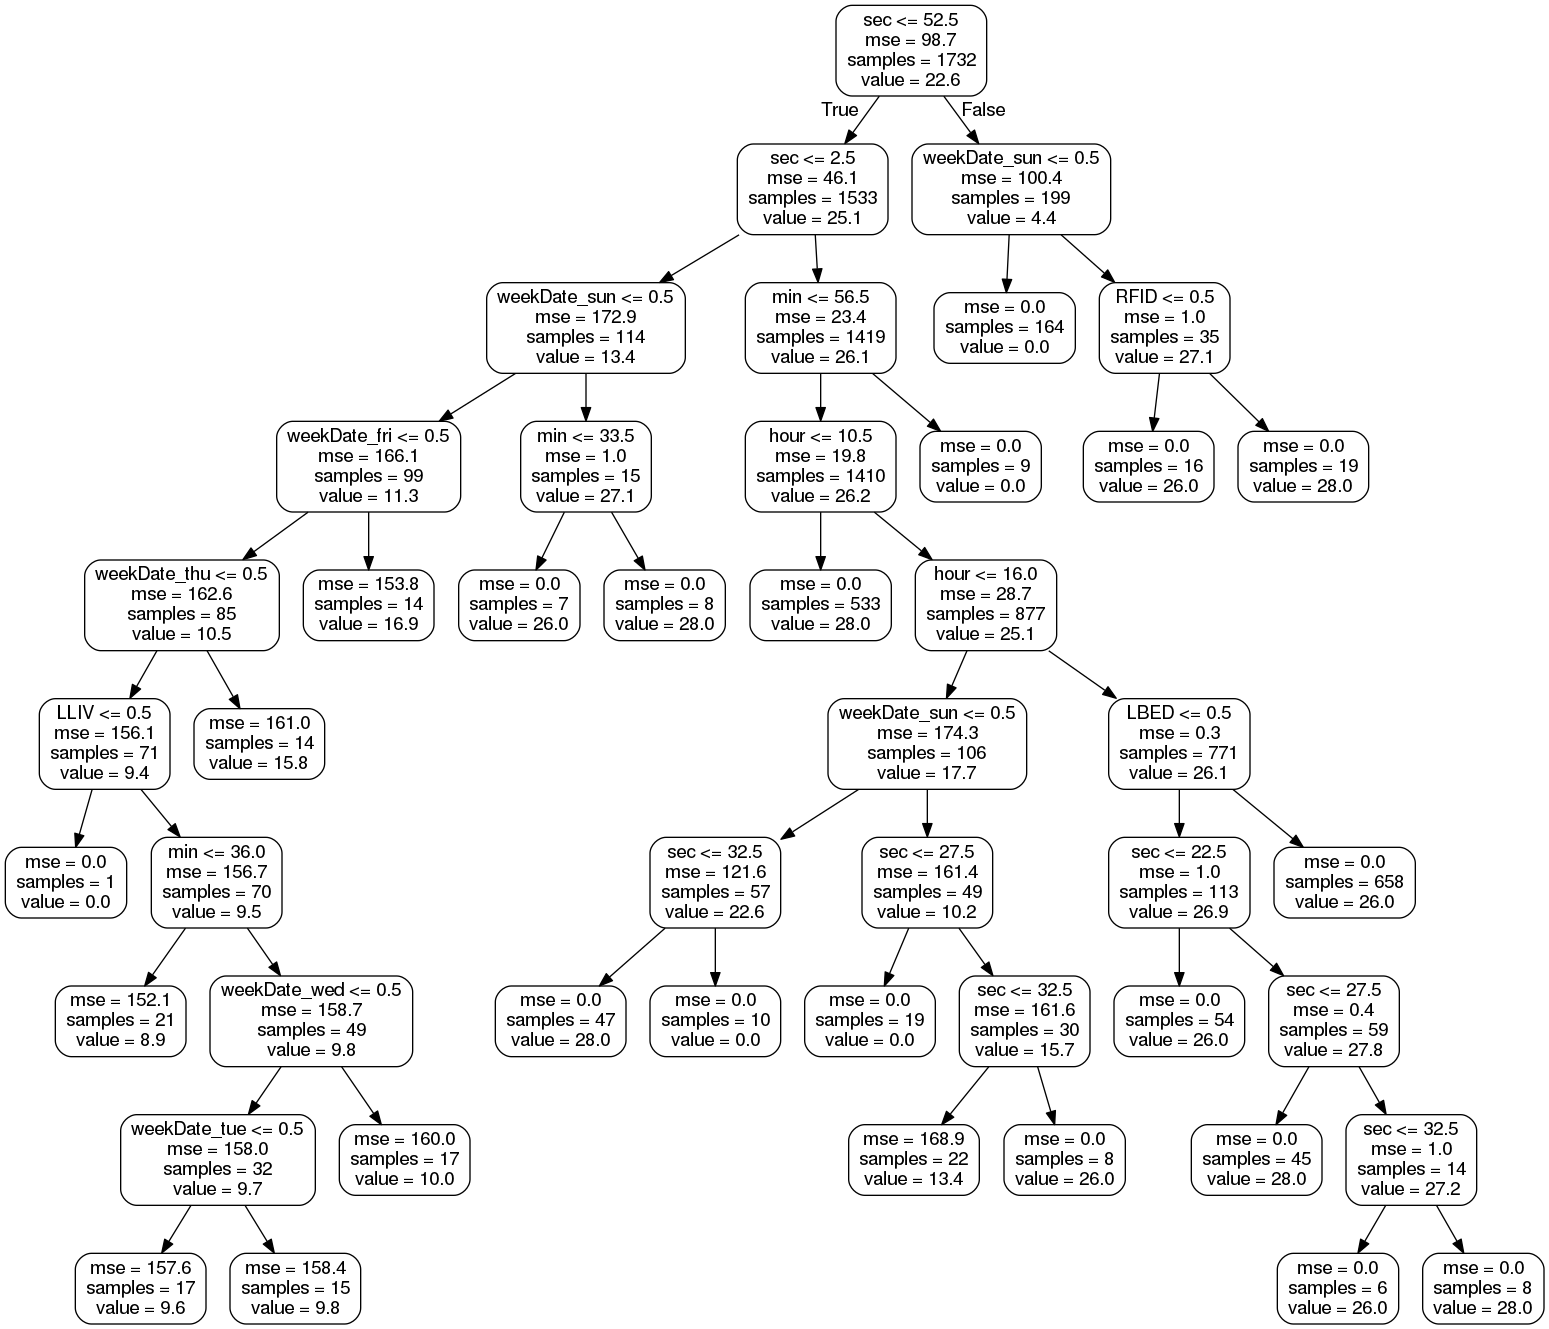 sec <= 52.5
mse = 98.7
samples = 1732
value = 22.6
True
False
sec <= 2.5
mse = 46.1
samples = 1533
value = 25.1
weekDate_sun <= 0.5
mse = 100.4
samples = 199
value = 4.4
weekDate_sun <= 0.5
mse = 172.9
samples = 114
value = 13.4
min <= 56.5
mse = 23.4
samples = 1419
value = 26.1
mse = 0.0
samples = 164
value = 0.0
RFID <= 0.5
mse = 1.0
samples = 35
value = 27.1
weekDate_fri <= 0.5
mse = 166.1
samples = 99
value = 11.3
min <= 33.5
mse = 1.0
samples = 15
value = 27.1
hour <= 10.5
mse = 19.8
samples = 1410
value = 26.2
mse = 0.0
samples = 9
value = 0.0
mse = 0.0
samples = 16
value = 26.0
mse = 0.0
samples = 19
value = 28.0
weekDate_thu <= 0.5
mse = 162.6
samples = 85
value = 10.5
mse = 153.8
samples = 14
value = 16.9
mse = 0.0
samples = 7
value = 26.0
mse = 0.0
samples = 8
value = 28.0
mse = 0.0
samples = 533
value = 28.0
hour <= 16.0
mse = 28.7
samples = 877
value = 25.1
LLIV <= 0.5
mse = 156.1
samples = 71
value = 9.4
mse = 161.0
samples = 14
value = 15.8
weekDate_sun <= 0.5
mse = 174.3
samples = 106
value = 17.7
LBED <= 0.5
mse = 0.3
samples = 771
value = 26.1
mse = 0.0
samples = 1
value = 0.0
min <= 36.0
mse = 156.7
samples = 70
value = 9.5
sec <= 32.5
mse = 121.6
samples = 57
value = 22.6
sec <= 27.5
mse = 161.4
samples = 49
value = 10.2
sec <= 22.5
mse = 1.0
samples = 113
value = 26.9
mse = 0.0
samples = 658
value = 26.0
mse = 152.1
samples = 21
value = 8.9
weekDate_wed <= 0.5
mse = 158.7
samples = 49
value = 9.8
mse = 0.0
samples = 47
value = 28.0
mse = 0.0
samples = 10
value = 0.0
mse = 0.0
samples = 19
value = 0.0
sec <= 32.5
mse = 161.6
samples = 30
value = 15.7
mse = 0.0
samples = 54
value = 26.0
sec <= 27.5
mse = 0.4
samples = 59
value = 27.8
weekDate_tue <= 0.5
mse = 158.0
samples = 32
value = 9.7
mse = 160.0
samples = 17
value = 10.0
mse = 168.9
samples = 22
value = 13.4
mse = 0.0
samples = 8
value = 26.0
mse = 0.0
samples = 45
value = 28.0
sec <= 32.5
mse = 1.0
samples = 14
value = 27.2
mse = 157.6
samples = 17
value = 9.6
mse = 158.4
samples = 15
value = 9.8
mse = 0.0
samples = 6
value = 26.0
mse = 0.0
samples = 8
value = 28.0